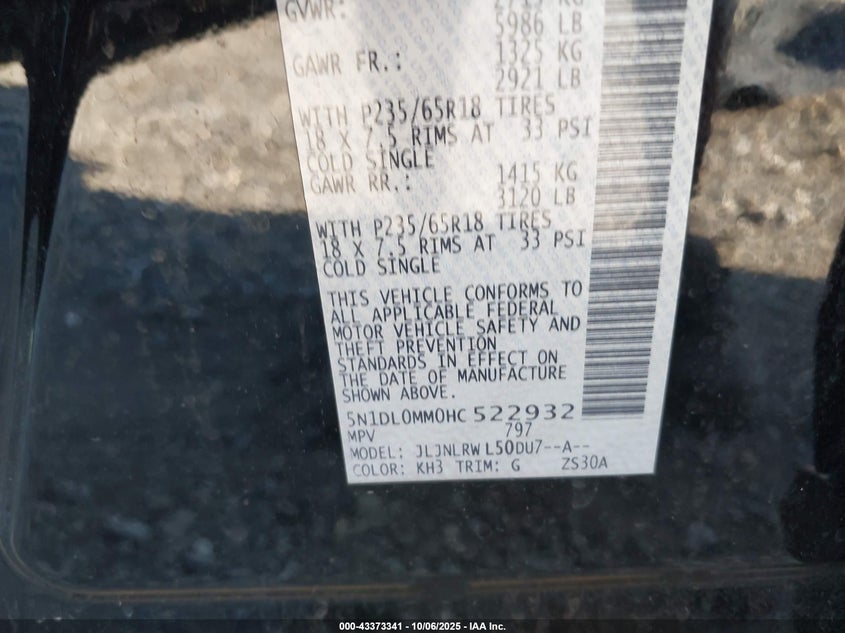 GVWR: 2715 KG
5986 LB
GAWR FR.: 1325 KG
2921 LB
WITH P235/65R18 TIRES
18 X 7.5 RIMS AT 33 PSI
COLD SINGLE
GAWR RR.: 1415 KG
3120 LB
WITH P235/65R18 TIRES
18 X 7.5 RIMS AT 33 PSI
COLD SINGLE
THIS VEHICLE CONFORMS TO
ALL APPLICABLE FEDERAL
MOTOR VEHICLE SAFETY AND
THEFT PREVENTION
STANDARDS IN EFFECT ON
THE DATE OF MANUFACTURE
SHOWN ABOVE.
5N1DL0MM0HC 522932
MPV 797
MODEL: JLJNLRW L50DU7--A--
COLOR: KH3 TRIM: G ZS30A
000-43373341 | 10/06/2025 | IAA Inc.